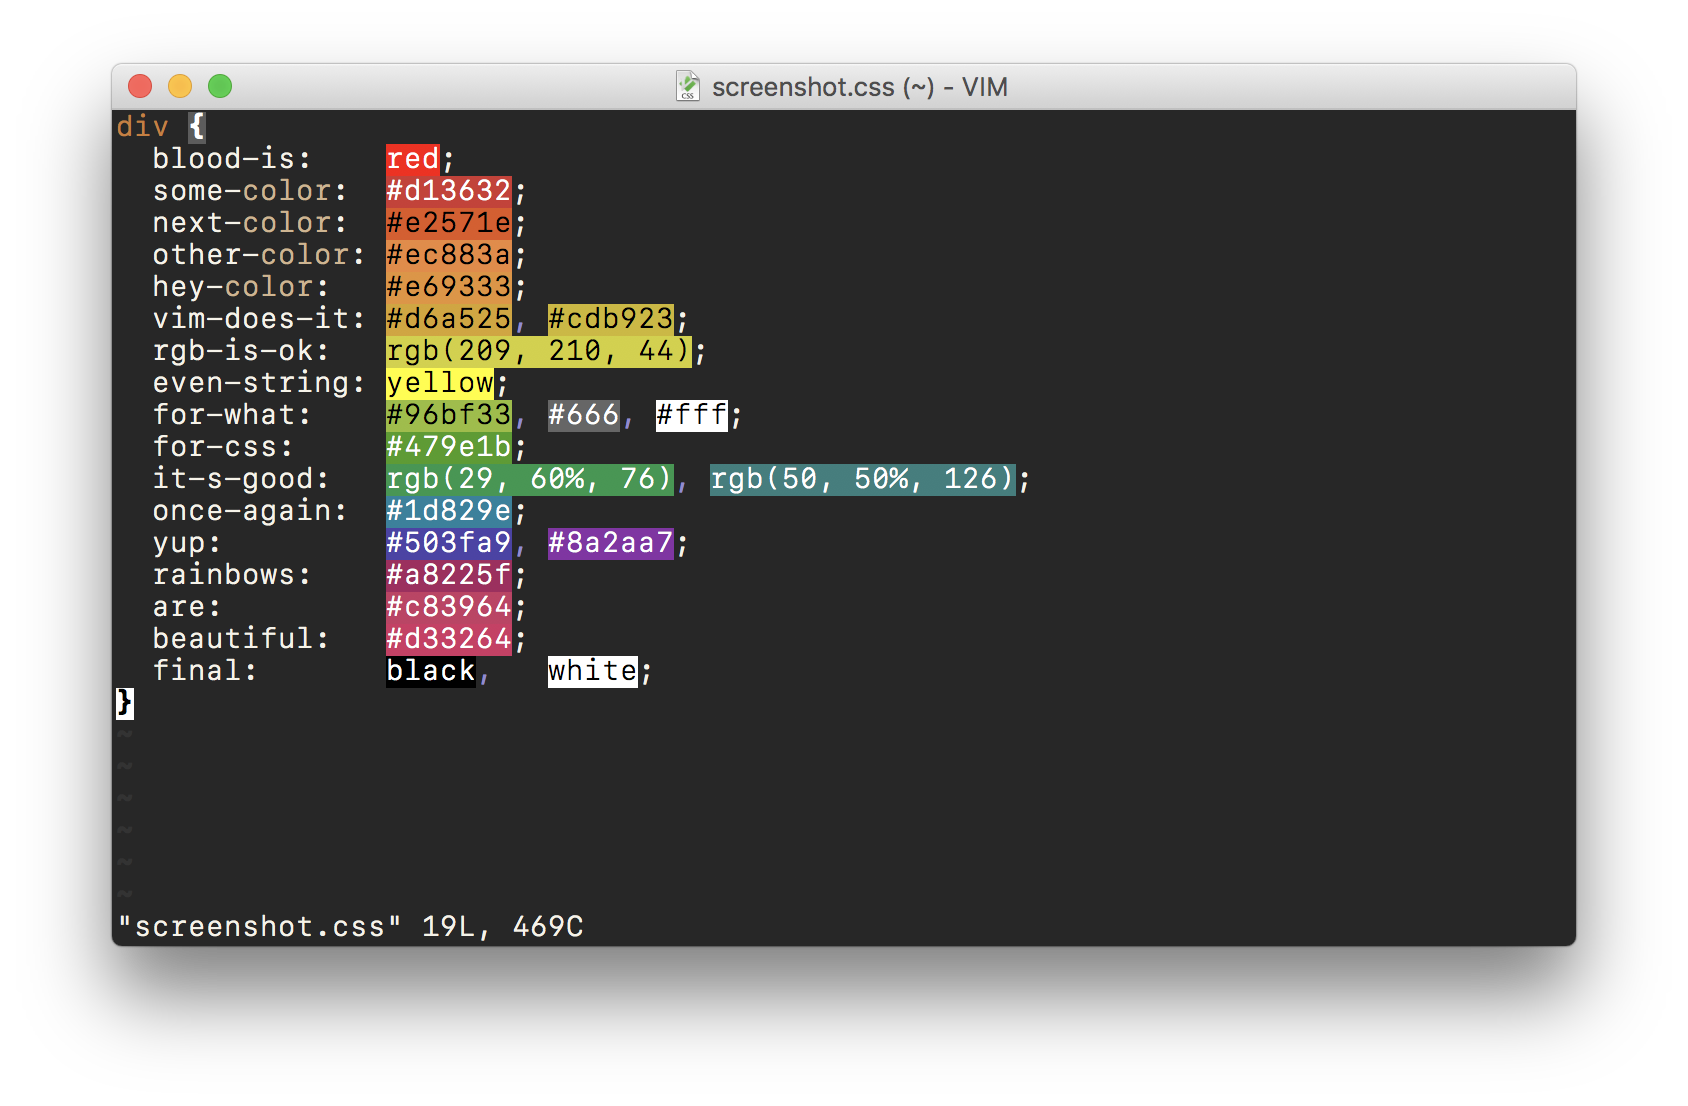 screenshot.css (~) - VIM
div {
  blood-is:    red;
  some-color:  #d13632;
  next-color:  #e2571e;
  other-color: #ec883a;
  hey-color:   #e69333;
  vim-does-it: #d6a525, #cdb923;
  rgb-is-ok:   rgb(209, 210, 44);
  even-string: yellow;
  for-what:    #96bf33, #666, #fff;
  for-css:     #479e1b;
  it-s-good:   rgb(29, 60%, 76), rgb(50, 50%, 126);
  once-again:  #1d829e;
  yup:         #503fa9, #8a2aa7;
  rainbows:    #a8225f;
  are:         #c83964;
  beautiful:   #d33264;
  final:       black,   white;
}
~
~
~
~
~
~
"screenshot.css" 19L, 469C